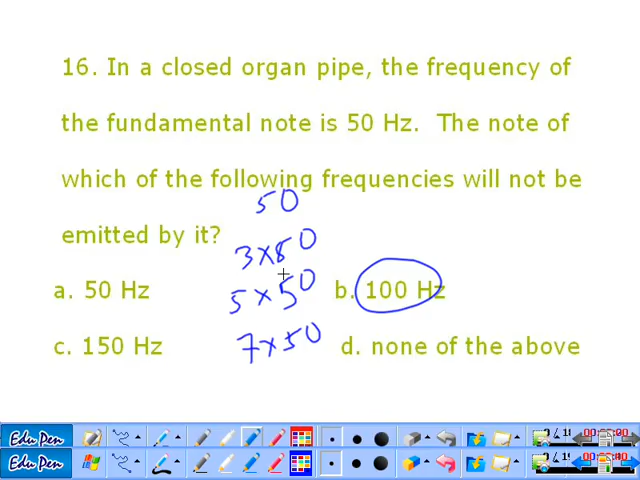 16. In a closed organ pipe, the frequency of
the fundamental note is 50 Hz. The note of
which of the following frequencies will not be
50
emitted by it?
3×50
a. 50 Hz
5×50
b. 100 Hz
c. 150 Hz
7×50
d. none of the above
Edu Pen
Edu Pen